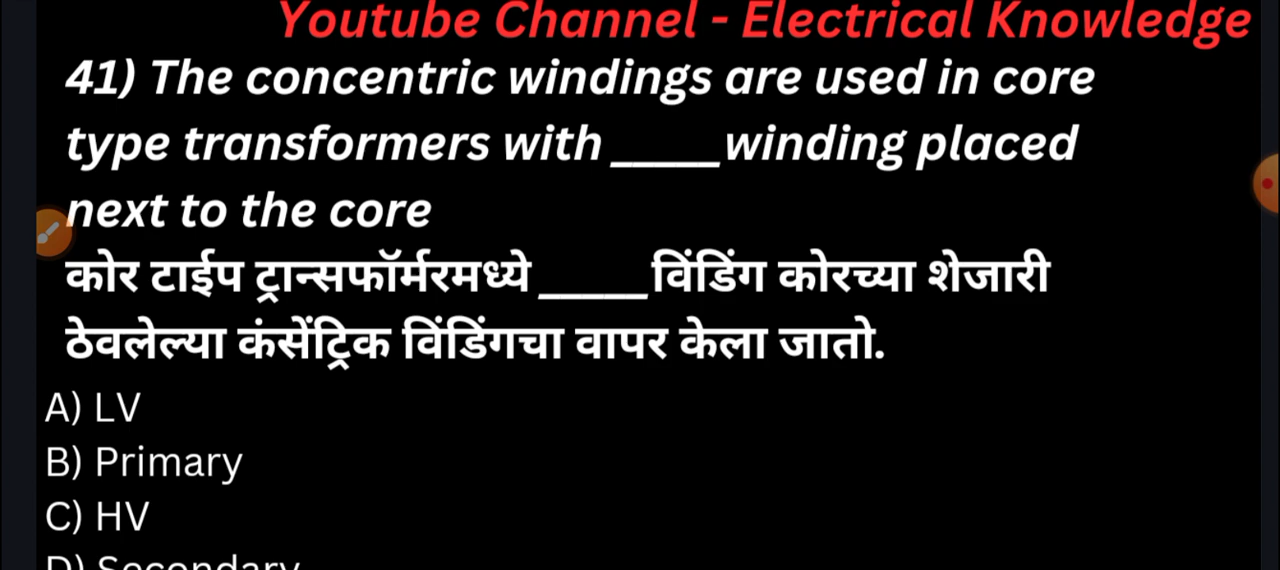 Youtube Channel - Electrical Knowledge
41) The concentric windings are used in core
type transformers with _____winding placed
next to the core
कोर टाईप ट्रान्सफॉर्मरमध्ये _____विंडिंग कोरच्या शेजारी
ठेवलेल्या कंसेंट्रिक विंडिंगचा वापर केला जातो.
A) LV
B) Primary
C) HV
D) Secondary